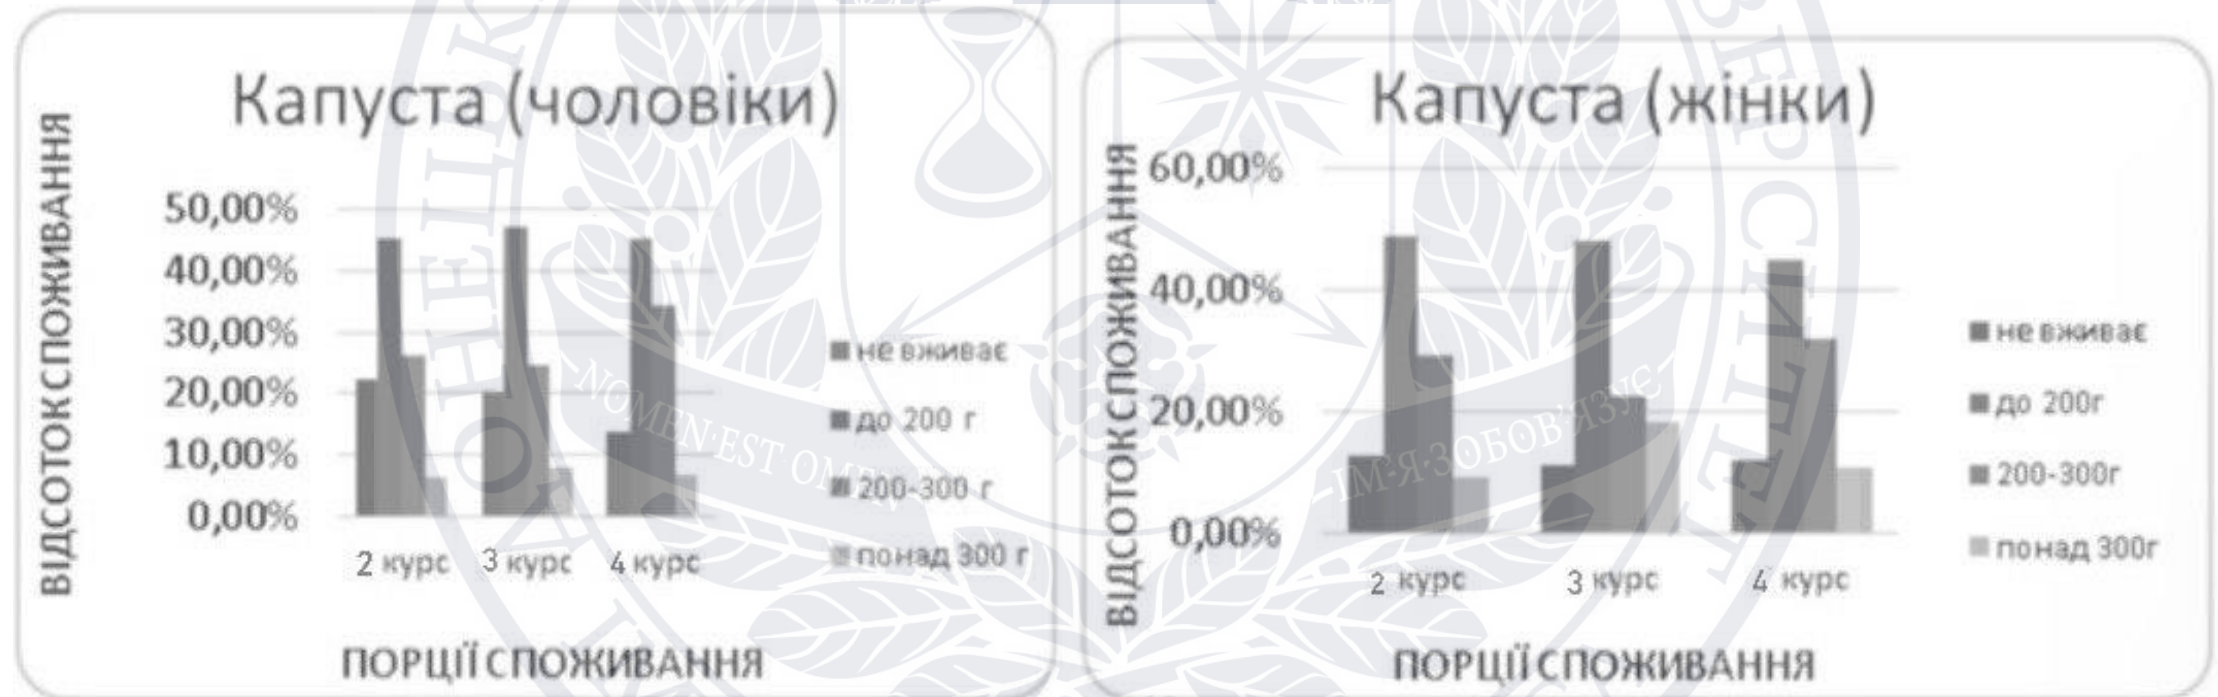 Капуста (чоловіки)
ВІДСОТОК СПОЖИВАННЯ
50,00%
40,00%
30,00%
20,00%
10,00%
0,00%
2 курс 3 курс 4 курс
ПОРЦІЇ СПОЖИВАННЯ
не вживає
до 200 г
200-300 г
понад 300 г
Капуста (жінки)
ВІДСОТОК СПОЖИВАННЯ
60,00%
40,00%
20,00%
0,00%
2 курс 3 курс 4 курс
ПОРЦІЇ СПОЖИВАННЯ
не вживає
до 200г
200-300г
понад 300г
NOMEN EST OMEN
ІМ'Я ЗОБОВ'ЯЗУЄ